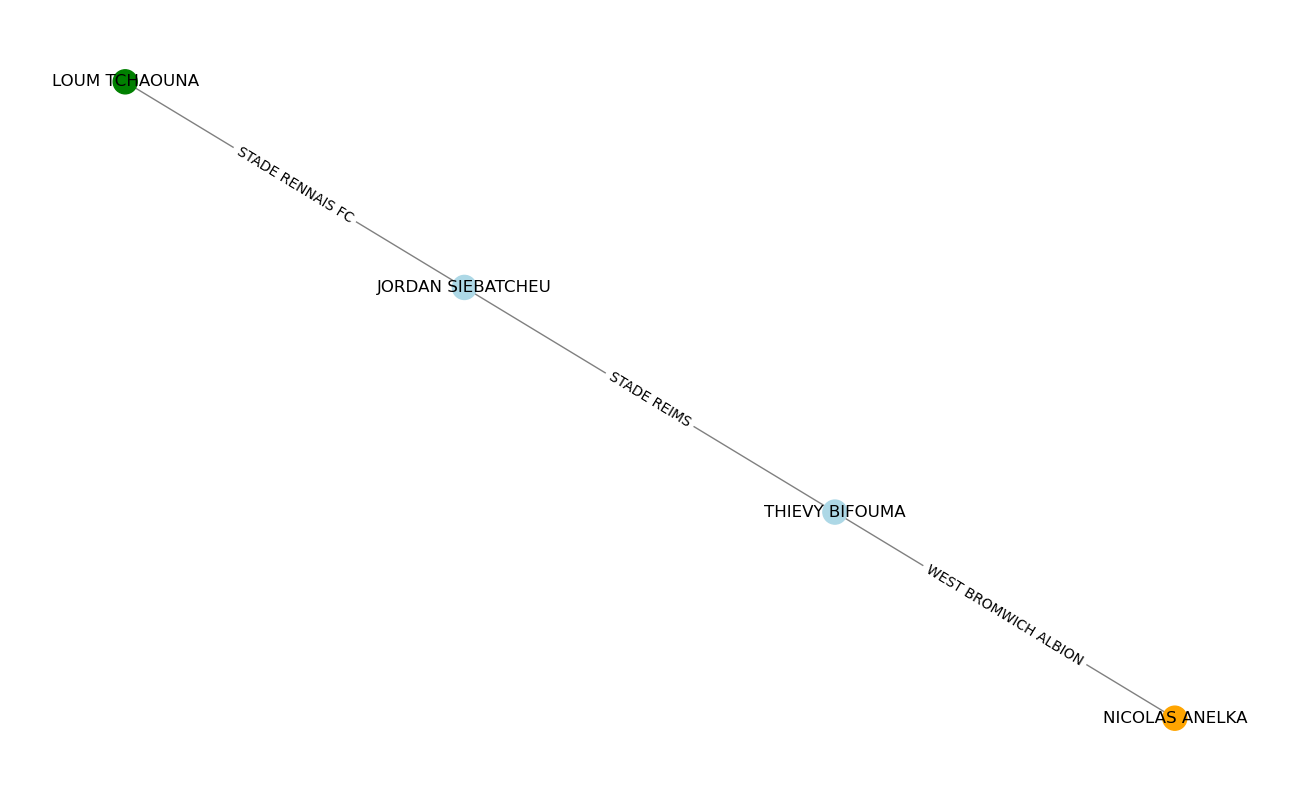 LOUM TCHAOUNA
STADE RENNAIS FC
JORDAN SIEBATCHEU
STADE REIMS
THIEVY BIFOUMA
WEST BROMWICH ALBION
NICOLAS ANELKA